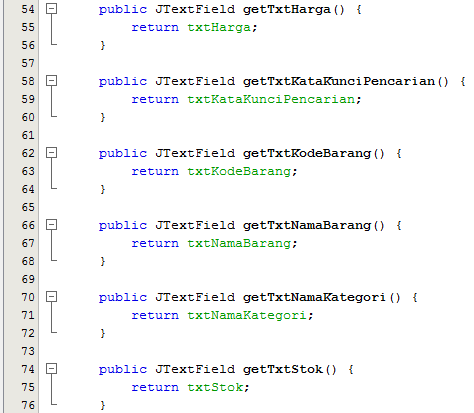 54 public JTextField getTxtHarga() {
55 return txtHarga;
56 }
57
58 public JTextField getTxtKataKunciPencarian() {
59 return txtKataKunciPencarian;
60 }
61
62 public JTextField getTxtKodeBarang() {
63 return txtKodeBarang;
64 }
65
66 public JTextField getTxtNamaBarang() {
67 return txtNamaBarang;
68 }
69
70 public JTextField getTxtNamaKategori() {
71 return txtNamaKategori;
72 }
73
74 public JTextField getTxtStok() {
75 return txtStok;
76 }